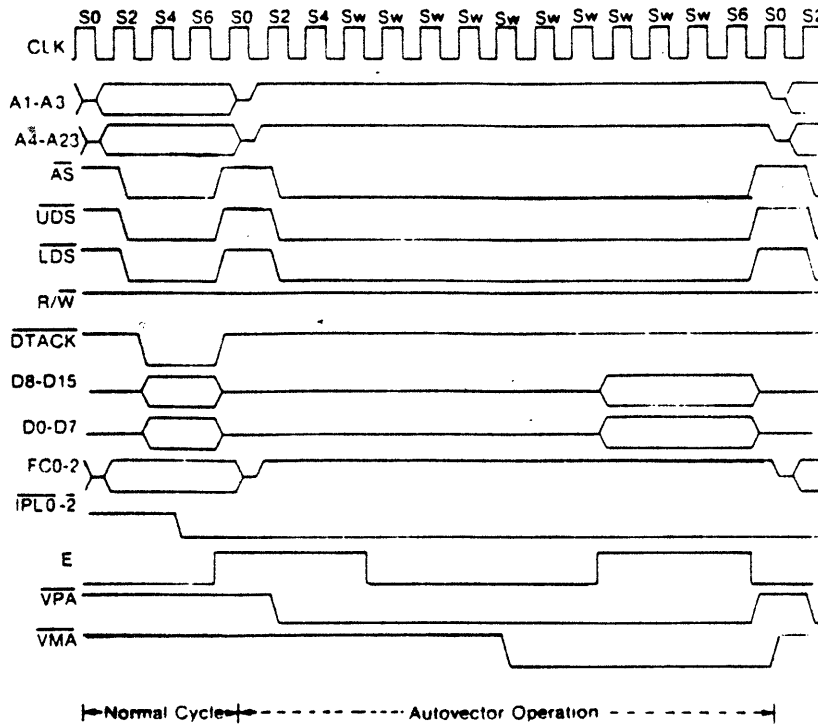 S0 S2 S4 S6 S0 S2 S4 Sw Sw Sw Sw Sw Sw Sw Sw Sw Sw S6 S0 S2
CLK
A1-A3
A4-A23
AS
UDS
LDS
R/W
DTACK
D8-D15
D0-D7
FC0-2
IPL0-2
E
VPA
VMA
Normal Cycle Autovector Operation